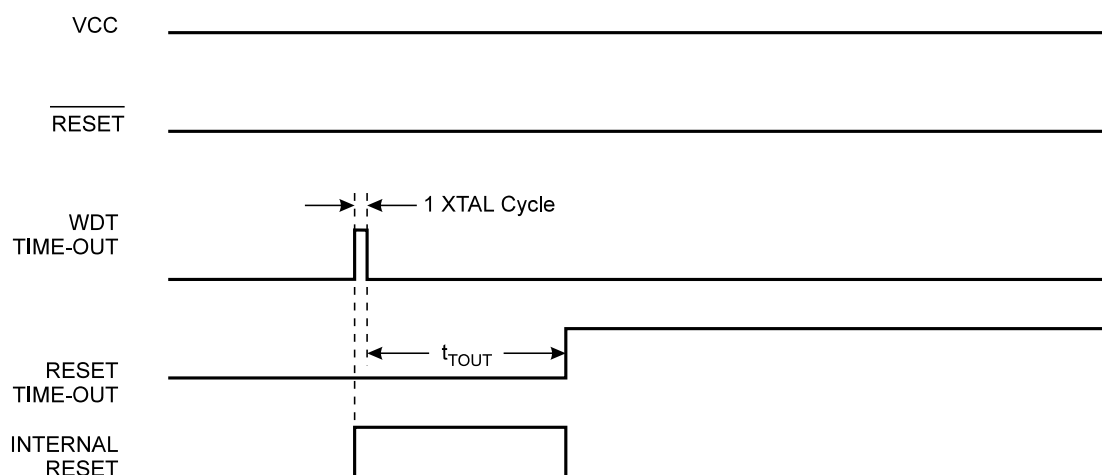 VCC
RESET
1 XTAL Cycle
WDT
TIME-OUT
tTOUT
RESET
TIME-OUT
INTERNAL
RESET